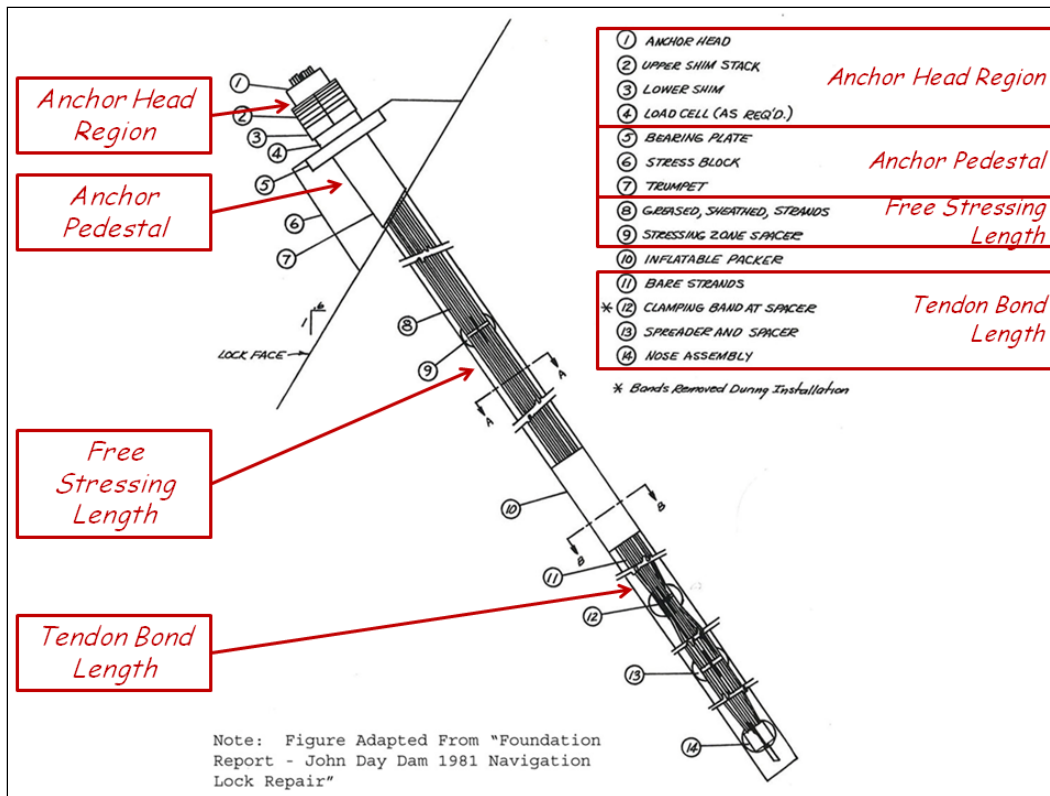 Anchor Head
Region
Anchor
Pedestal
Free
Stressing
Length
Tendon Bond
Length
1
2
3
4
5
6
7
8
9
10
11
12
13
14
1
6
LOCK FACE
A
A
B
B
1 ANCHOR HEAD
2 UPPER SHIM STACK
3 LOWER SHIM
4 LOAD CELL (AS REQ'D.)
Anchor Head Region
5 BEARING PLATE
6 STRESS BLOCK
7 TRUMPET
Anchor Pedestal
8 GREASED, SHEATHED, STRANDS
9 STRESSING ZONE SPACER
Free Stressing
Length
10 INFLATABLE PACKER
11 BARE STRANDS
* 12 CLAMPING BAND AT SPACER
13 SPREADER AND SPACER
14 NOSE ASSEMBLY
Tendon Bond
Length
* Bands Removed During Installation
Note: Figure Adapted From "Foundation
Report - John Day Dam 1981 Navigation
Lock Repair"